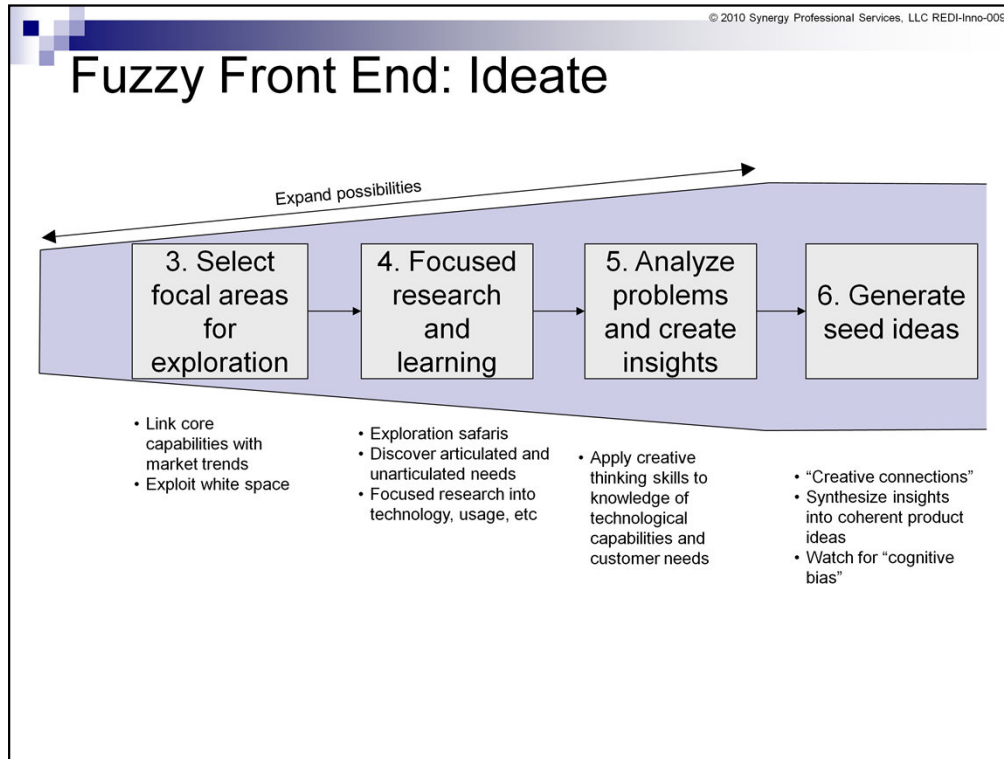 © 2010 Synergy Professional Services, LLC REDI-Inno-009
Fuzzy Front End: Ideate
Expand possibilities
3. Select
focal areas
for
exploration
4. Focused
research
and
learning
5. Analyze
problems
and create
insights
6. Generate
seed ideas
• Link core
capabilities with
market trends
• Exploit white space
• Exploration safaris
• Discover articulated and
unarticulated needs
• Focused research into
technology, usage, etc
• Apply creative
thinking skills to
knowledge of
technological
capabilities and
customer needs
• “Creative connections”
• Synthesize insights
into coherent product
ideas
• Watch for “cognitive
bias”